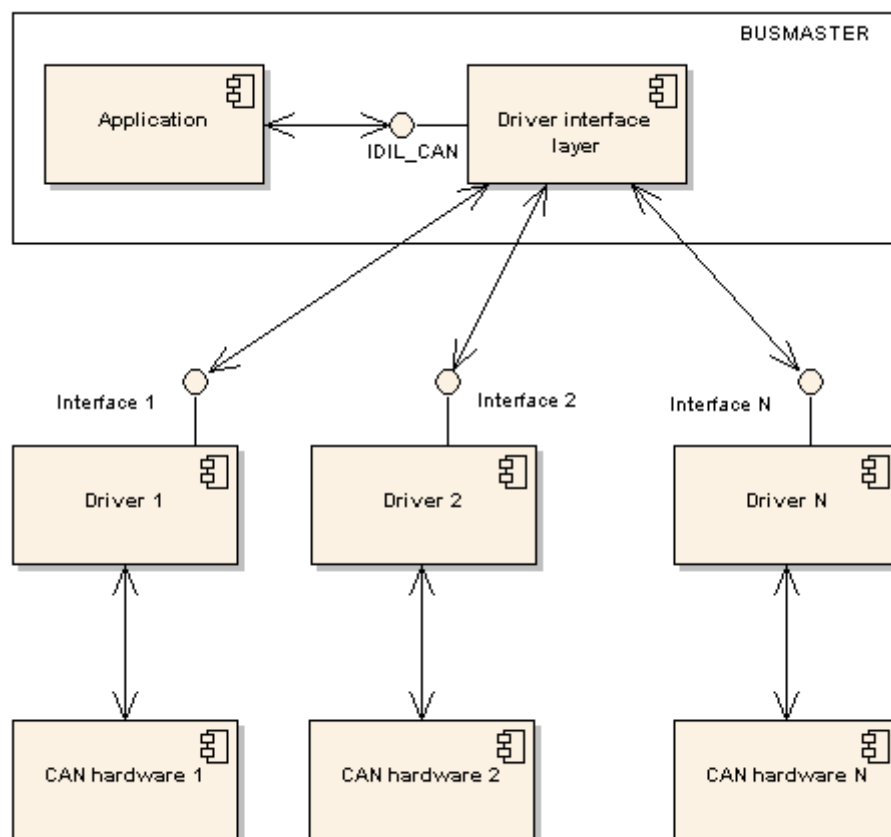 BUSMASTER
Application
Driver interface
layer
IDIL_CAN
Interface 1
Interface 2
Interface N
Driver 1
Driver 2
Driver N
CAN hardware 1
CAN hardware 2
CAN hardware N